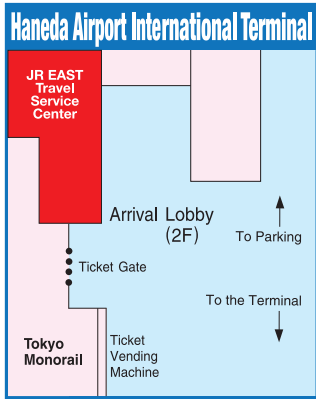 Haneda Airport International Terminal
JR EAST
Travel
Service
Center
Arrival Lobby
(2F)
To Parking
Ticket Gate
To the Terminal
Tokyo
Monorail
Ticket
Vending
Machine